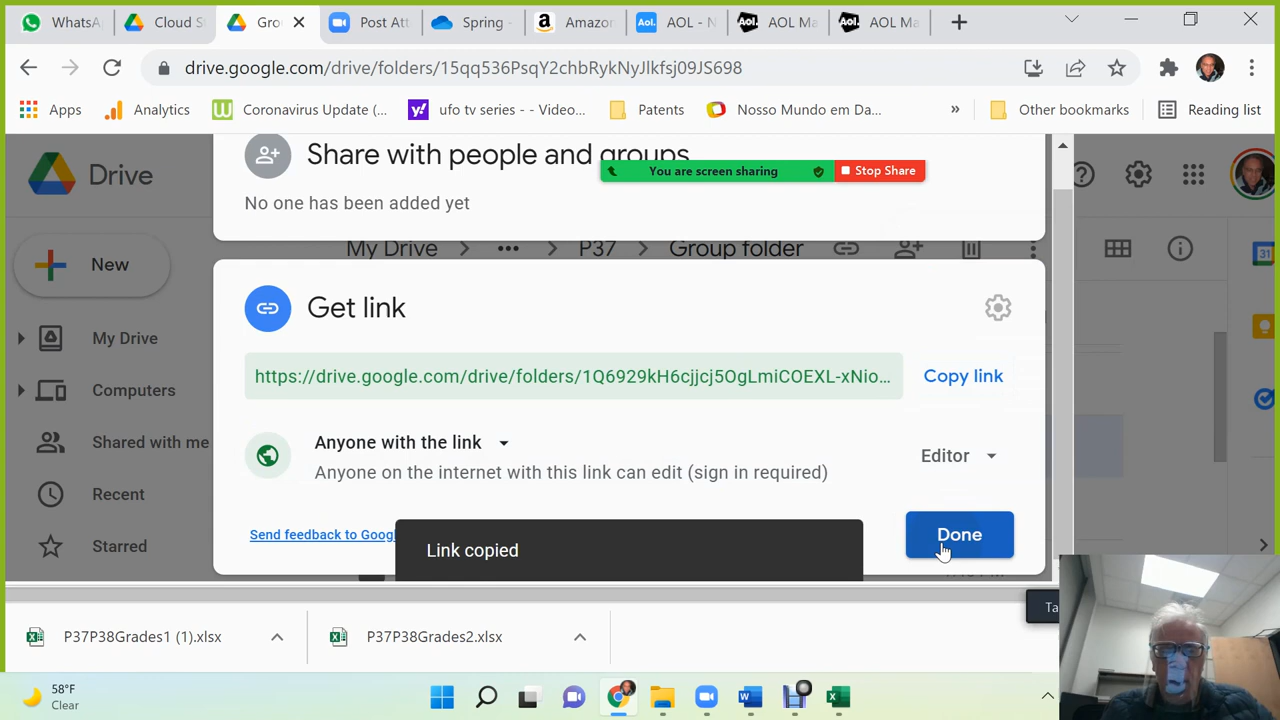 WhatsA
Cloud S
Gro
Post Att
Spring -
Amazon
AOL - N
AOL Ma
AOL Ma
drive.google.com/drive/folders/15qq536PsqY2chbRykNyJlkfsj09JS698
Apps
Analytics
Coronavirus Update (...
ufo tv series - - Video...
Patents
Nosso Mundo em Da...
»
Other bookmarks
Reading list
Drive
Share with people and groups
You are screen sharing
Stop Share
No one has been added yet
New
My Drive
•••
P37
Group folder
31
Get link
My Drive
https://drive.google.com/drive/folders/1Q6929kH6cjjcj5OgLmiCOEXL-xNio...
Copy link
Computers
Shared with me
Anyone with the link
Anyone on the internet with this link can edit (sign in required)
Editor
Recent
Send feedback to Googl
Link copied
Done
Starred
Ta
P37P38Grades1 (1).xlsx
P37P38Grades2.xlsx
58°F
Clear